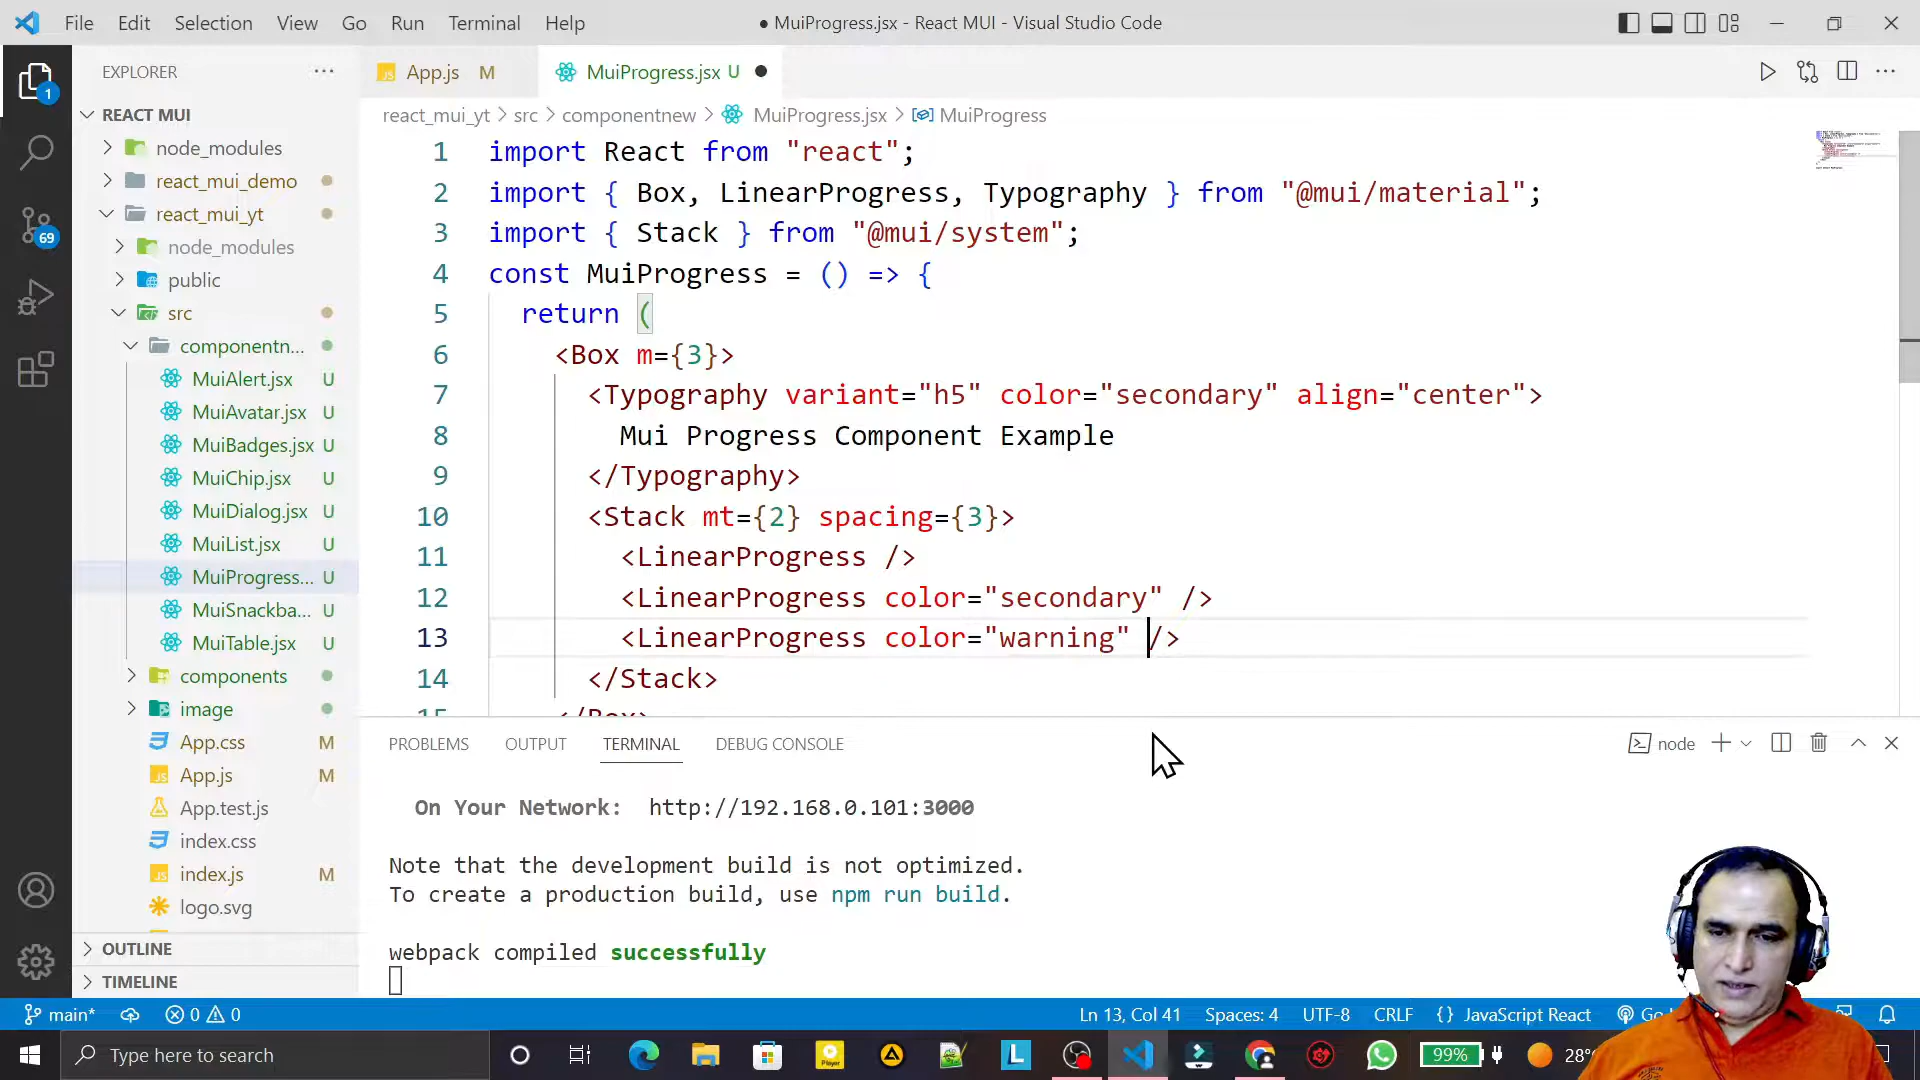 File Edit Selection View Go Run Terminal Help
● MuiProgress.jsx - React MUI - Visual Studio Code
EXPLORER
App.js M
MuiProgress.jsx U ●
REACT MUI
react_mui_yt > src > componentnew > MuiProgress.jsx > MuiProgress
node_modules
react_mui_demo
react_mui_yt
node_modules
public
src
componentn...
MuiAlert.jsx U
MuiAvatar.jsx U
MuiBadges.jsx U
MuiChip.jsx U
MuiDialog.jsx U
MuiList.jsx U
MuiProgress... U
MuiSnackba... U
MuiTable.jsx U
components
image
App.css M
App.js M
App.test.js
index.css
index.js M
logo.svg
OUTLINE
TIMELINE
1
69
1 import React from "react";
2 import { Box, LinearProgress, Typography } from "@mui/material";
3 import { Stack } from "@mui/system";
4 const MuiProgress = () => {
5 return (
6 <Box m={3}>
7 <Typography variant="h5" color="secondary" align="center">
8 Mui Progress Component Example
9 </Typography>
10 <Stack mt={2} spacing={3}>
11 <LinearProgress />
12 <LinearProgress color="secondary" />
13 <LinearProgress color="warning" />
14 </Stack>
15 </Box>
PROBLEMS OUTPUT TERMINAL DEBUG CONSOLE
node
On Your Network: http://192.168.0.101:3000
Note that the development build is not optimized.
To create a production build, use npm run build.
webpack compiled successfully
main* 0 0
Ln 13, Col 41 Spaces: 4 UTF-8 CRLF {} JavaScript React
Type here to search
Player
L
99%
28°